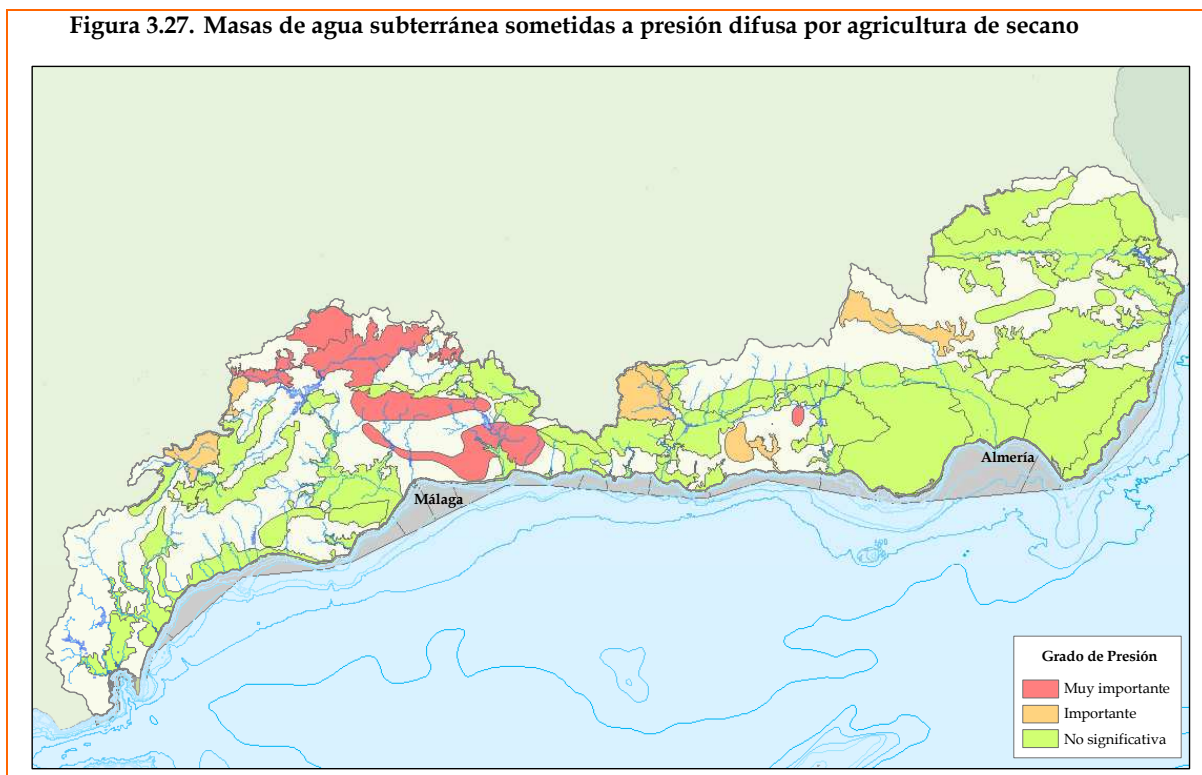 Figura 3.27. Masas de agua subterránea sometidas a presión difusa por agricultura de secano
Almería
Málaga
Grado de Presión
Muy importante
Importante
No significativa